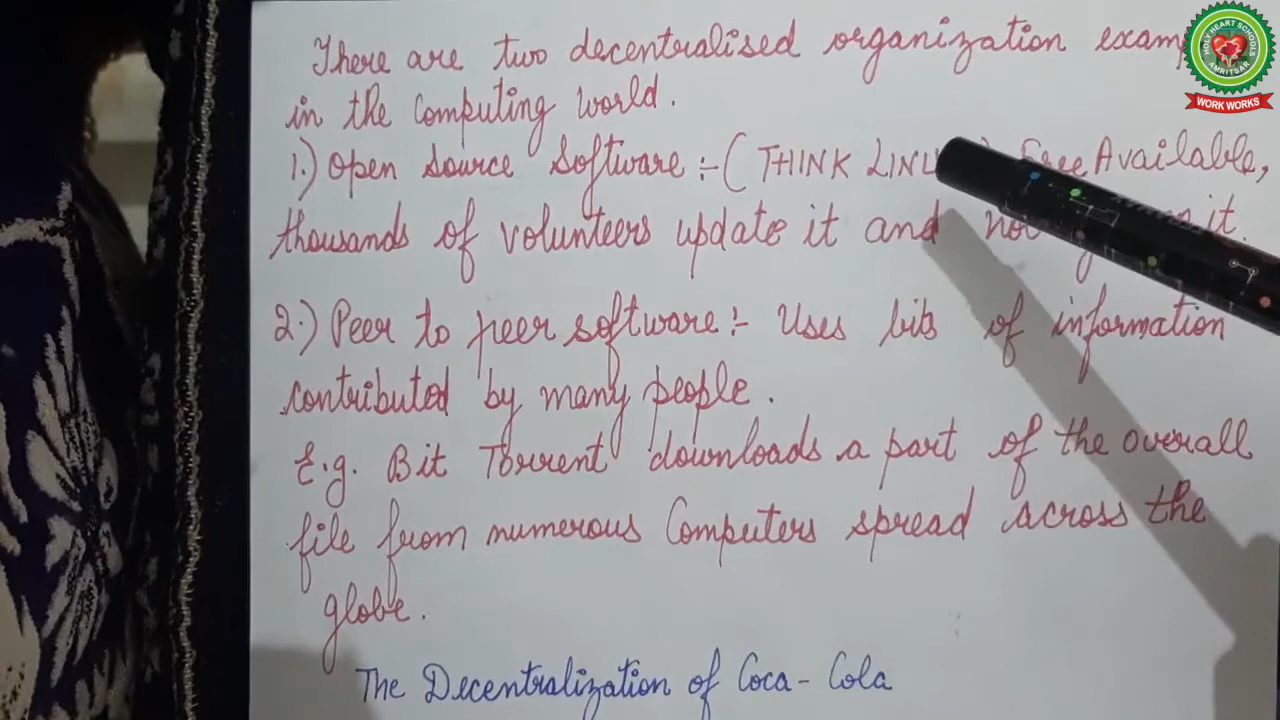 There are two decentralised organization exam
in the Computing world.
1.) Open source Software :- ( THINK LINU Free Available,
thousands of volunteers update it and not it.
2.) Peer to peer software :- Uses bits of information
contributed by many people.
E.g. Bit Torrent downloads a part of the overall
file from numerous Computers spread across the
globe.
The Decentralization of Coca-Cola
HOLY HEART SCHOOLS
AMRITSAR
WORK WORKS